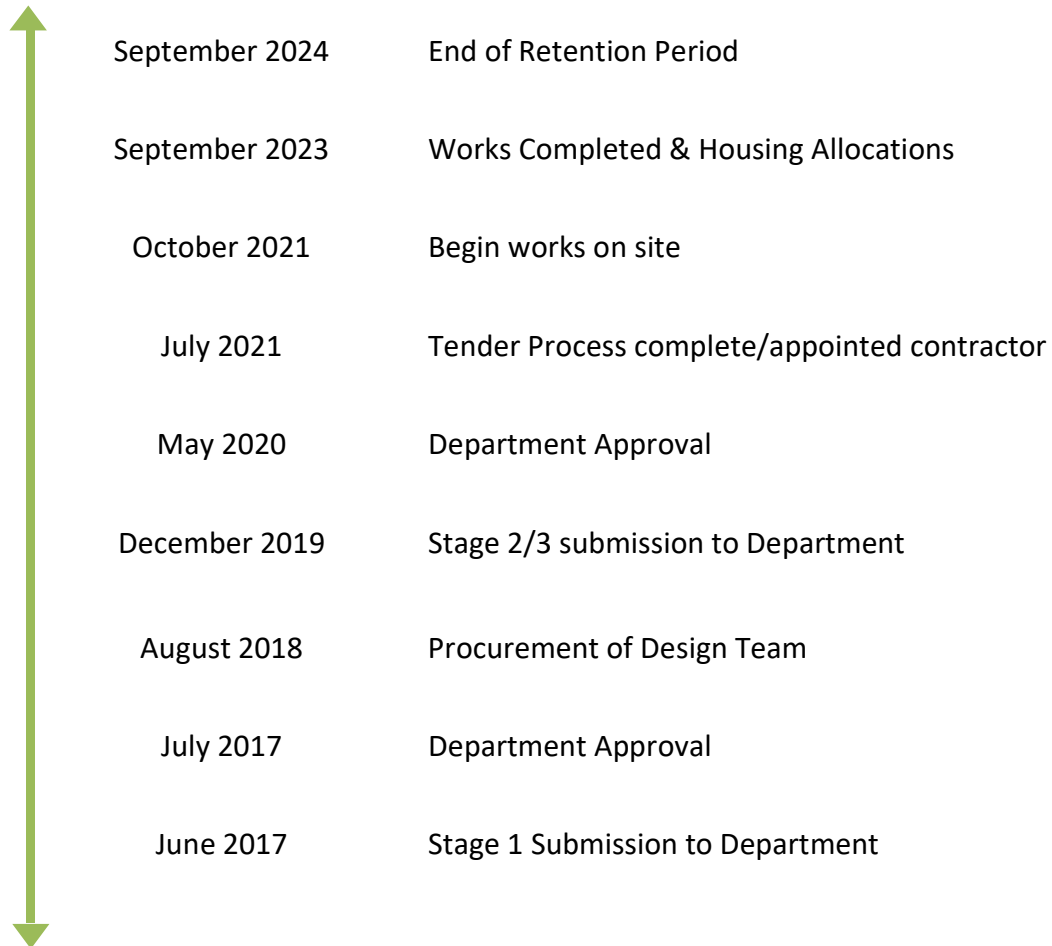 September 2024 End of Retention Period
September 2023 Works Completed & Housing Allocations
October 2021 Begin works on site
July 2021 Tender Process complete/appointed contractor
May 2020 Department Approval
December 2019 Stage 2/3 submission to Department
August 2018 Procurement of Design Team
July 2017 Department Approval
June 2017 Stage 1 Submission to Department